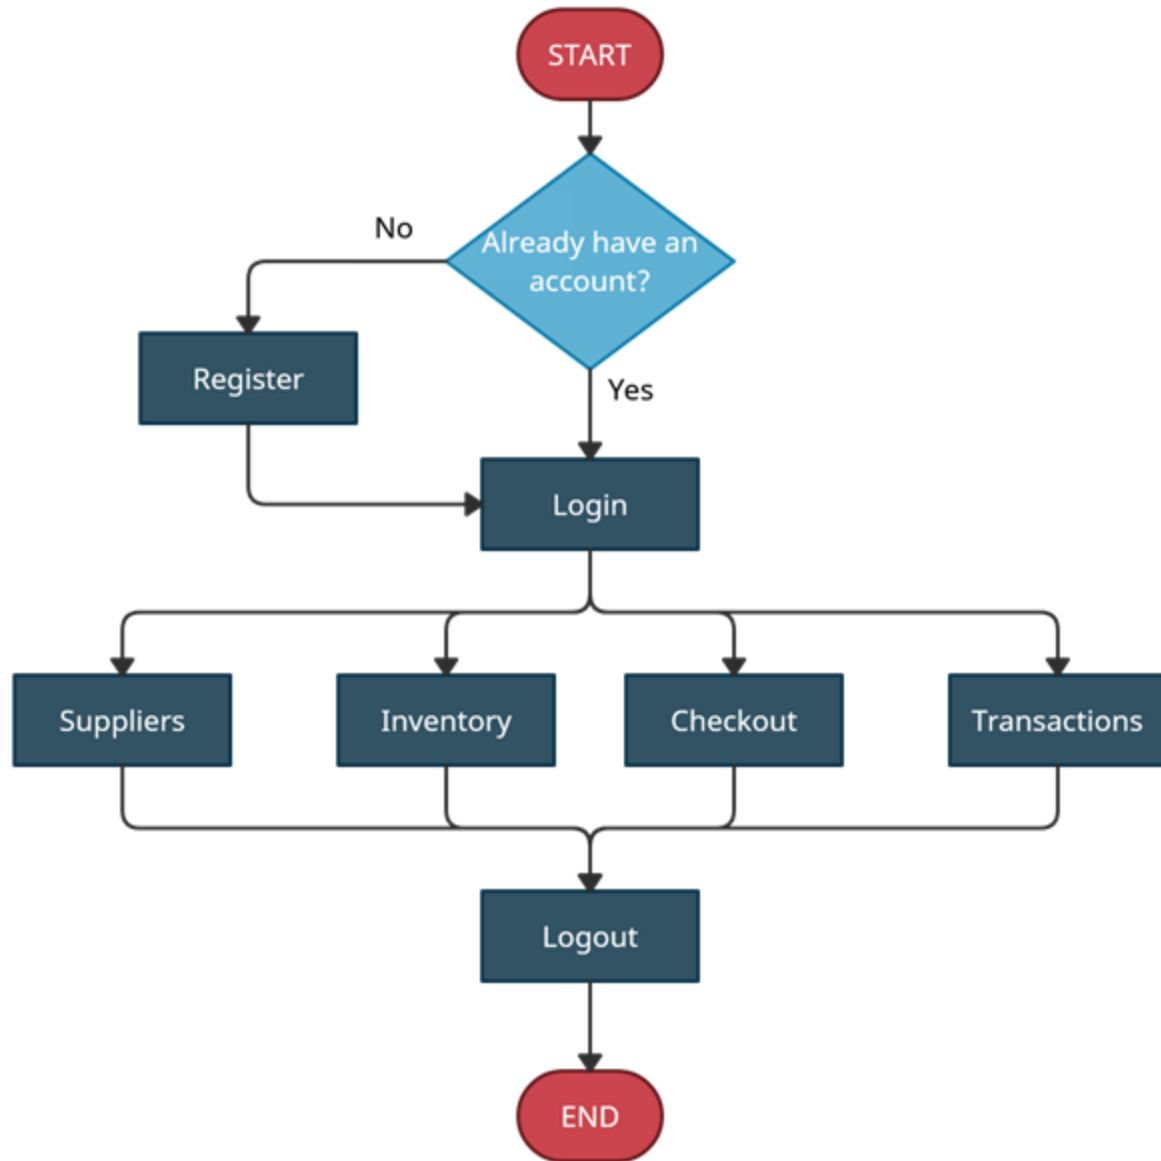 START
No
Already have an
account?
Register
Yes
Login
Suppliers
Inventory
Checkout
Transactions
Logout
END